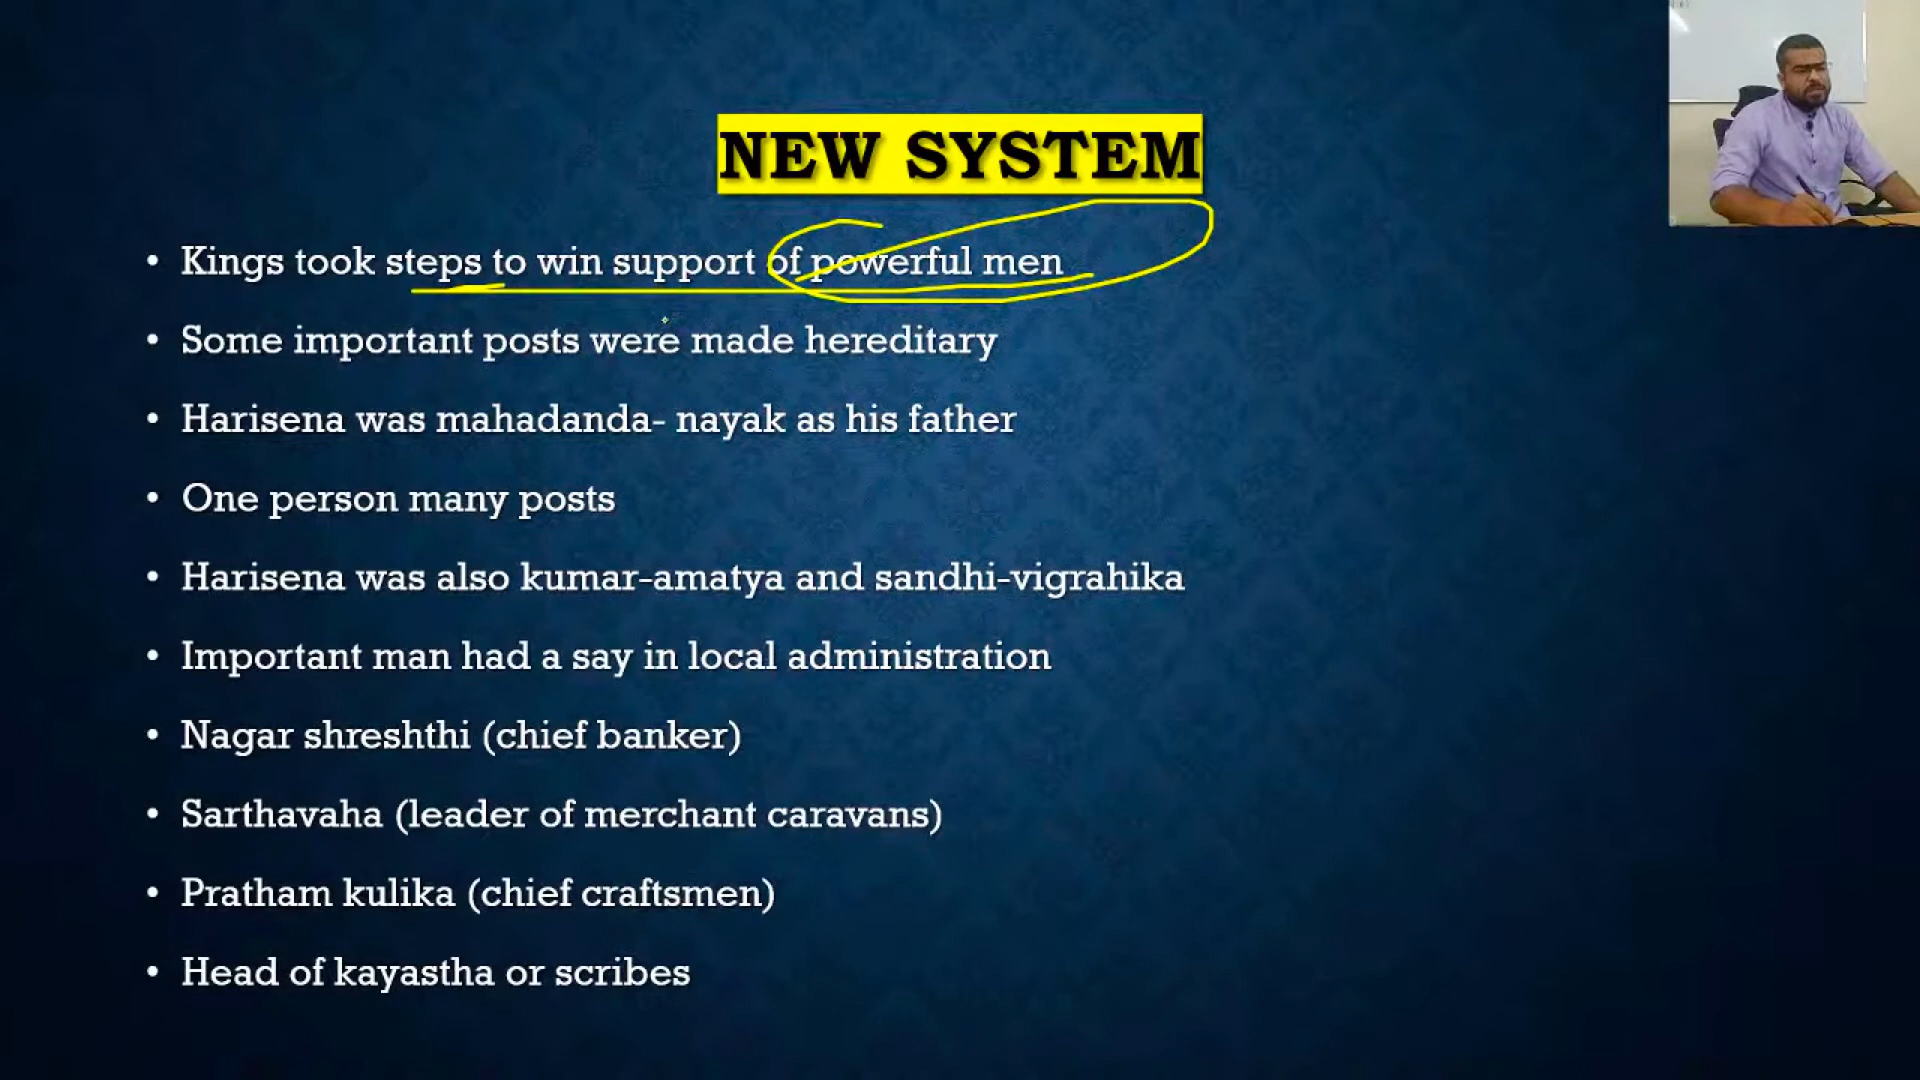 NEW SYSTEM
• Kings took steps to win support of powerful men
• Some important posts were made hereditary
• Harisena was mahadanda- nayak as his father
• One person many posts
• Harisena was also kumar-amatya and sandhi-vigrahika
• Important man had a say in local administration
• Nagar shreshthi (chief banker)
• Sarthavaha (leader of merchant caravans)
• Pratham kulika (chief craftsmen)
• Head of kayastha or scribes